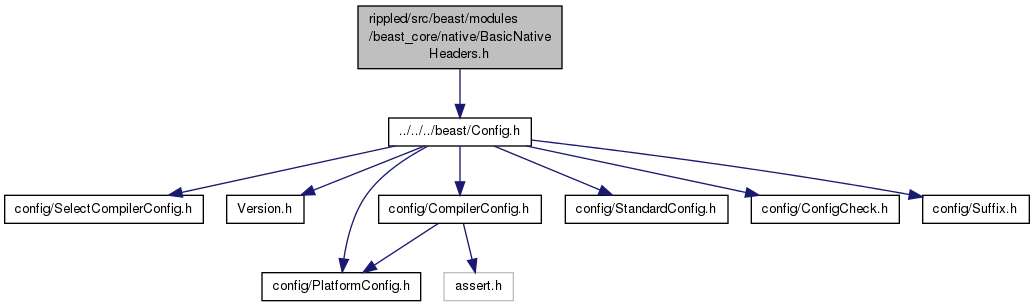 rippled/src/beast/modules
/beast_core/native/BasicNative
Headers.h
../../../beast/Config.h
config/SelectCompilerConfig.h
Version.h
config/CompilerConfig.h
config/StandardConfig.h
config/ConfigCheck.h
config/Suffix.h
config/PlatformConfig.h
assert.h